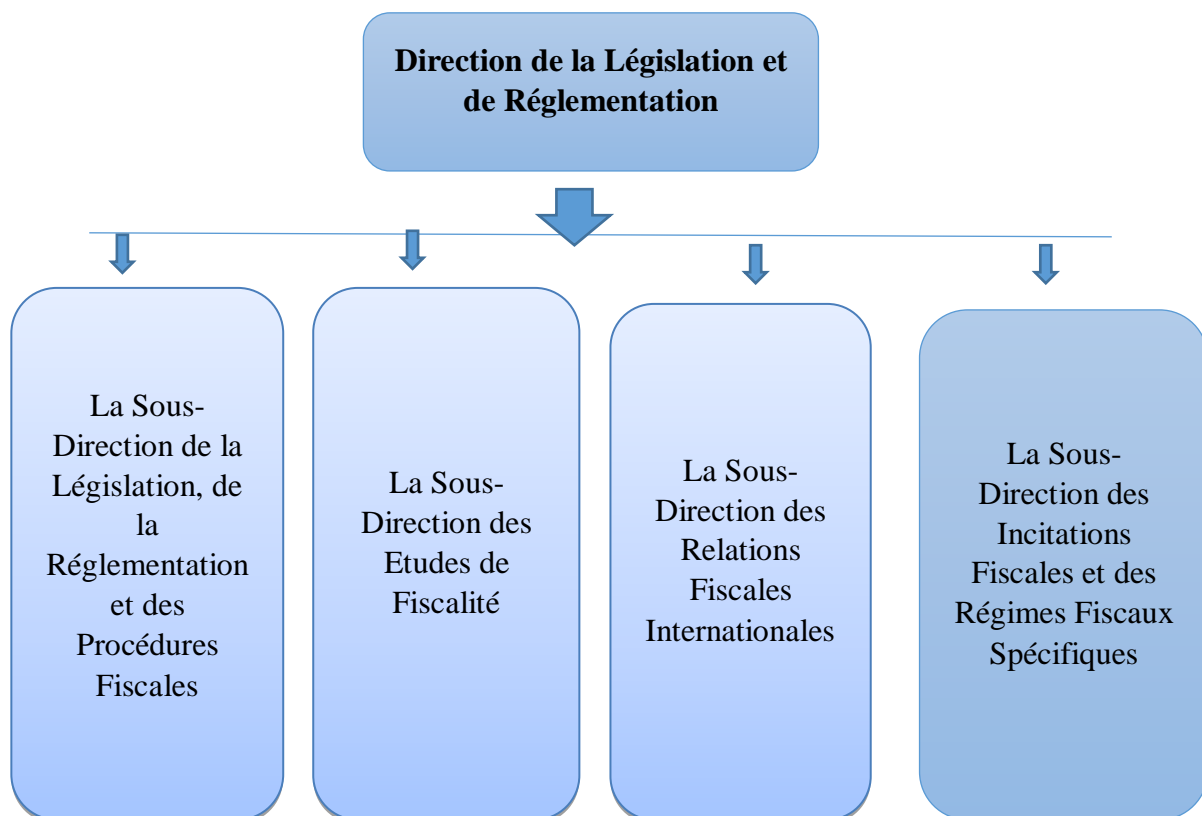 Direction de la Législation et
de Réglementation
La Sous-
Direction de la
Législation, de
la
Réglementation
et des
Procédures
Fiscales
La Sous-
Direction des
Etudes de
Fiscalité
La Sous-
Direction des
Relations
Fiscales
Internationales
La Sous-
Direction des
Incitations
Fiscales et des
Régimes Fiscaux
Spécifiques